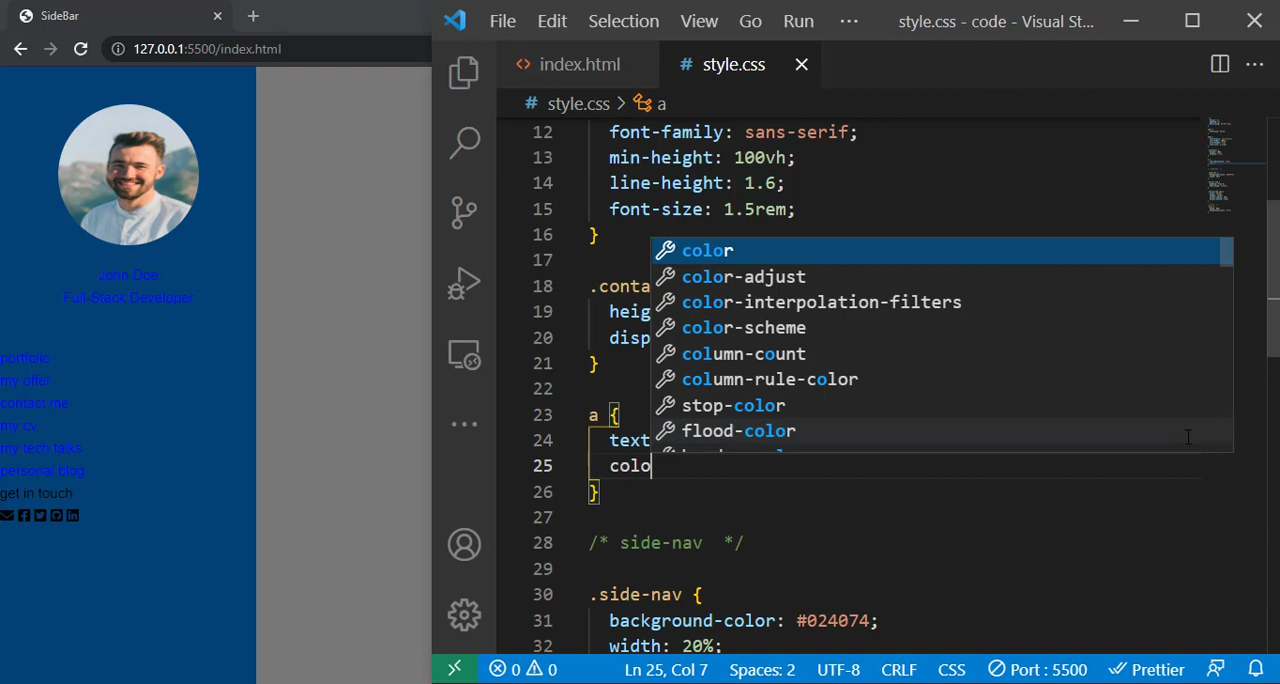 SideBar
127.0.0.1:5500/index.html
John Doe
Full-Stack Developer
portfolio
my offer
contact me
my cv
my tech talks
personal blog
get in touch
File Edit Selection View Go Run ··· style.css - code - Visual St...
<> index.html # style.css
# style.css > a
12 font-family: sans-serif;
13 min-height: 100vh;
14 line-height: 1.6;
15 font-size: 1.5rem;
16 }
17
18 .conta
19 heig
20 disp
21 }
22
23 a {
24 text
25 colo
26 }
27
28 /* side-nav */
29
30 .side-nav {
31 background-color: #024074;
32 width: 20%;
color
color-adjust
color-interpolation-filters
color-scheme
column-count
column-rule-color
stop-color
flood-color
0 0 Ln 25, Col 7 Spaces: 2 UTF-8 CRLF CSS Port : 5500 Prettier